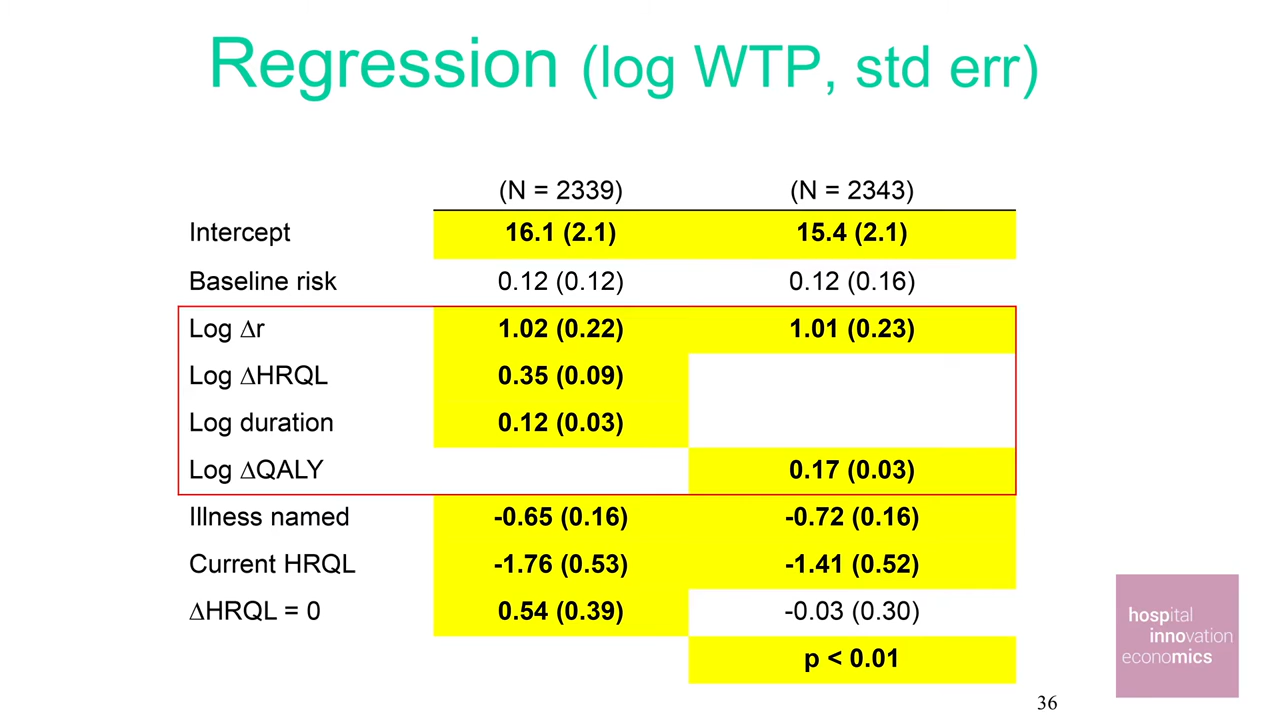 Regression (log WTP, std err)
(N = 2339) (N = 2343)
Intercept 16.1 (2.1) 15.4 (2.1)
Baseline risk 0.12 (0.12) 0.12 (0.16)
Log ∆r 1.02 (0.22) 1.01 (0.23)
Log ∆HRQL 0.35 (0.09)
Log duration 0.12 (0.03)
Log ∆QALY 0.17 (0.03)
Illness named -0.65 (0.16) -0.72 (0.16)
Current HRQL -1.76 (0.53) -1.41 (0.52)
∆HRQL = 0 0.54 (0.39) -0.03 (0.30)
p < 0.01
hospital
innovation
economics
36